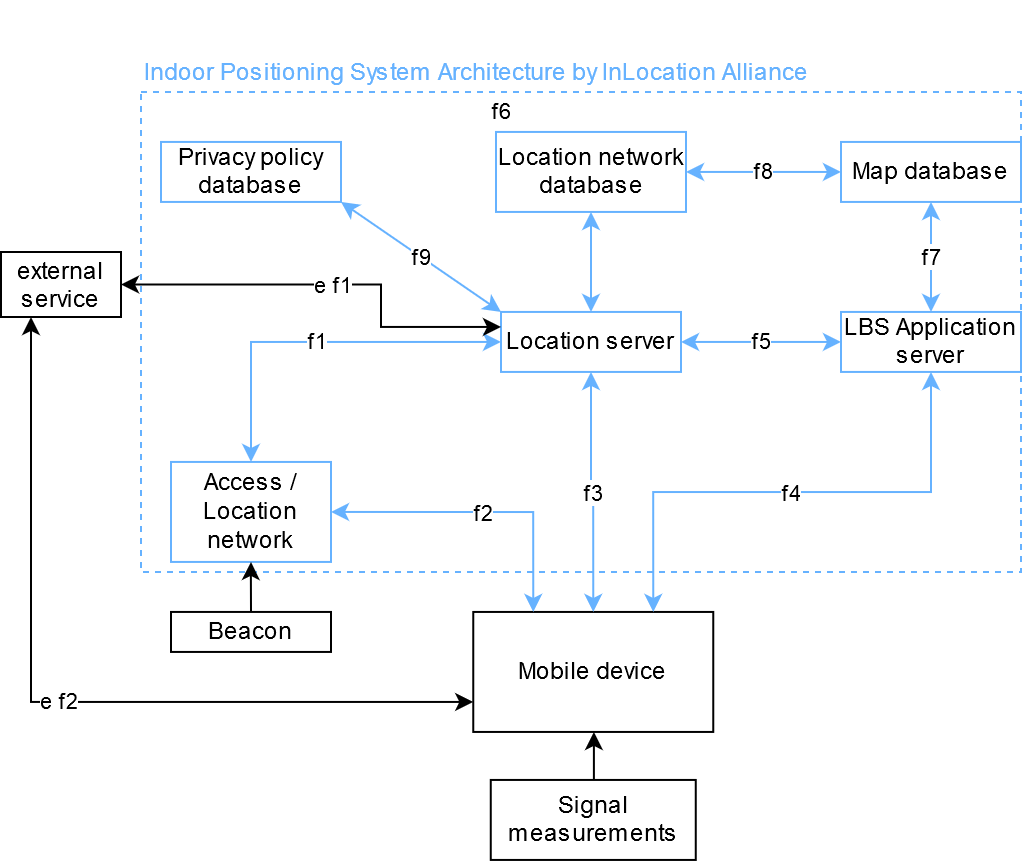 Indoor Positioning System Architecture by InLocation Alliance
f6
Privacy policy
database
Location network
database
f8
Map database
f9
f7
external
service
e f1
f1
Location server
f5
LBS Application
server
Access /
Location
network
f2
f3
f4
Beacon
Mobile device
e f2
Signal
measurements